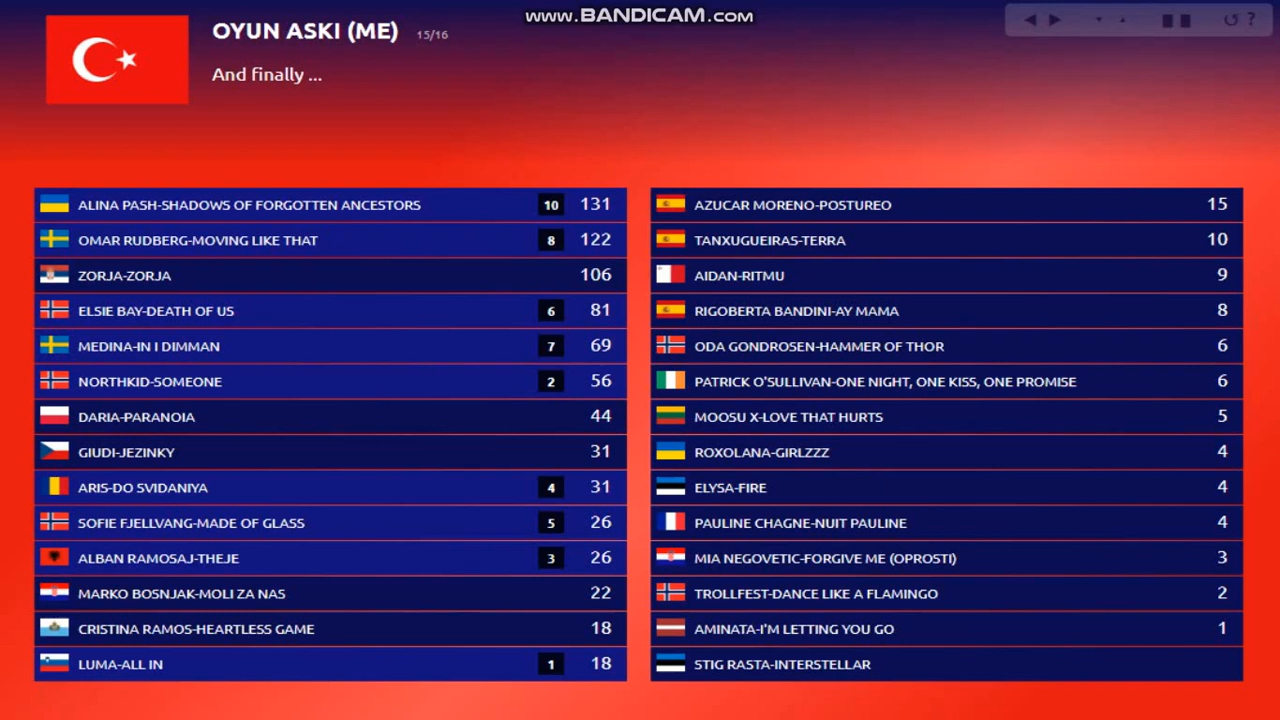 www.BANDICAM.com
OYUN ASKI (ME) 15/16
And finally ...
ALINA PASH-SHADOWS OF FORGOTTEN ANCESTORS 10 131
OMAR RUDBERG-MOVING LIKE THAT 8 122
ZORJA-ZORJA 106
ELSIE BAY-DEATH OF US 6 81
MEDINA-IN I DIMMAN 7 69
NORTHKID-SOMEONE 2 56
DARIA-PARANOIA 44
GIUDI-JEZINKY 31
ARIS-DO SVIDANIYA 4 31
SOFIE FJELLVANG-MADE OF GLASS 5 26
ALBAN RAMOSAJ-THEJE 3 26
MARKO BOSNJAK-MOLI ZA NAS 22
CRISTINA RAMOS-HEARTLESS GAME 18
LUMA-ALL IN 1 18
AZUCAR MORENO-POSTUREO 15
TANXUGUEIRAS-TERRA 10
AIDAN-RITMU 9
RIGOBERTA BANDINI-AY MAMA 8
ODA GONDROSEN-HAMMER OF THOR 6
PATRICK O'SULLIVAN-ONE NIGHT, ONE KISS, ONE PROMISE 6
MOOSU X-LOVE THAT HURTS 5
ROXOLANA-GIRLZZZ 4
ELYSA-FIRE 4
PAULINE CHAGNE-NUIT PAULINE 4
MIA NEGOVETIC-FORGIVE ME (OPROSTI) 3
TROLLFEST-DANCE LIKE A FLAMINGO 2
AMINATA-I'M LETTING YOU GO 1
STIG RASTA-INTERSTELLAR